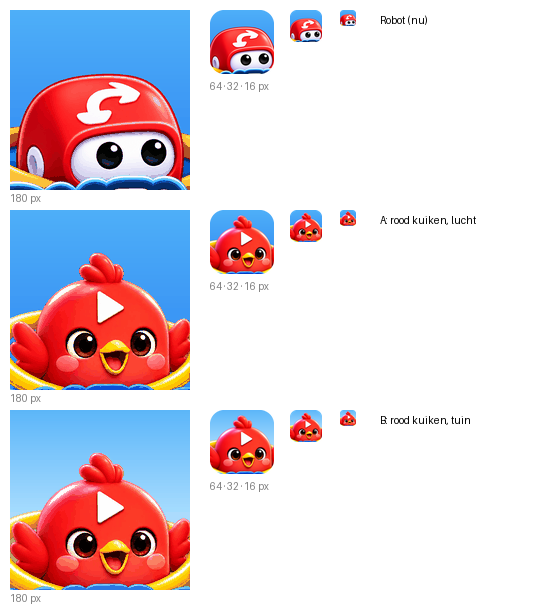 Robot (nu)
64·32·16 px
180 px
A: rood kuiken, lucht
64·32·16 px
180 px
B: rood kuiken, tuin
64·32·16 px
180 px